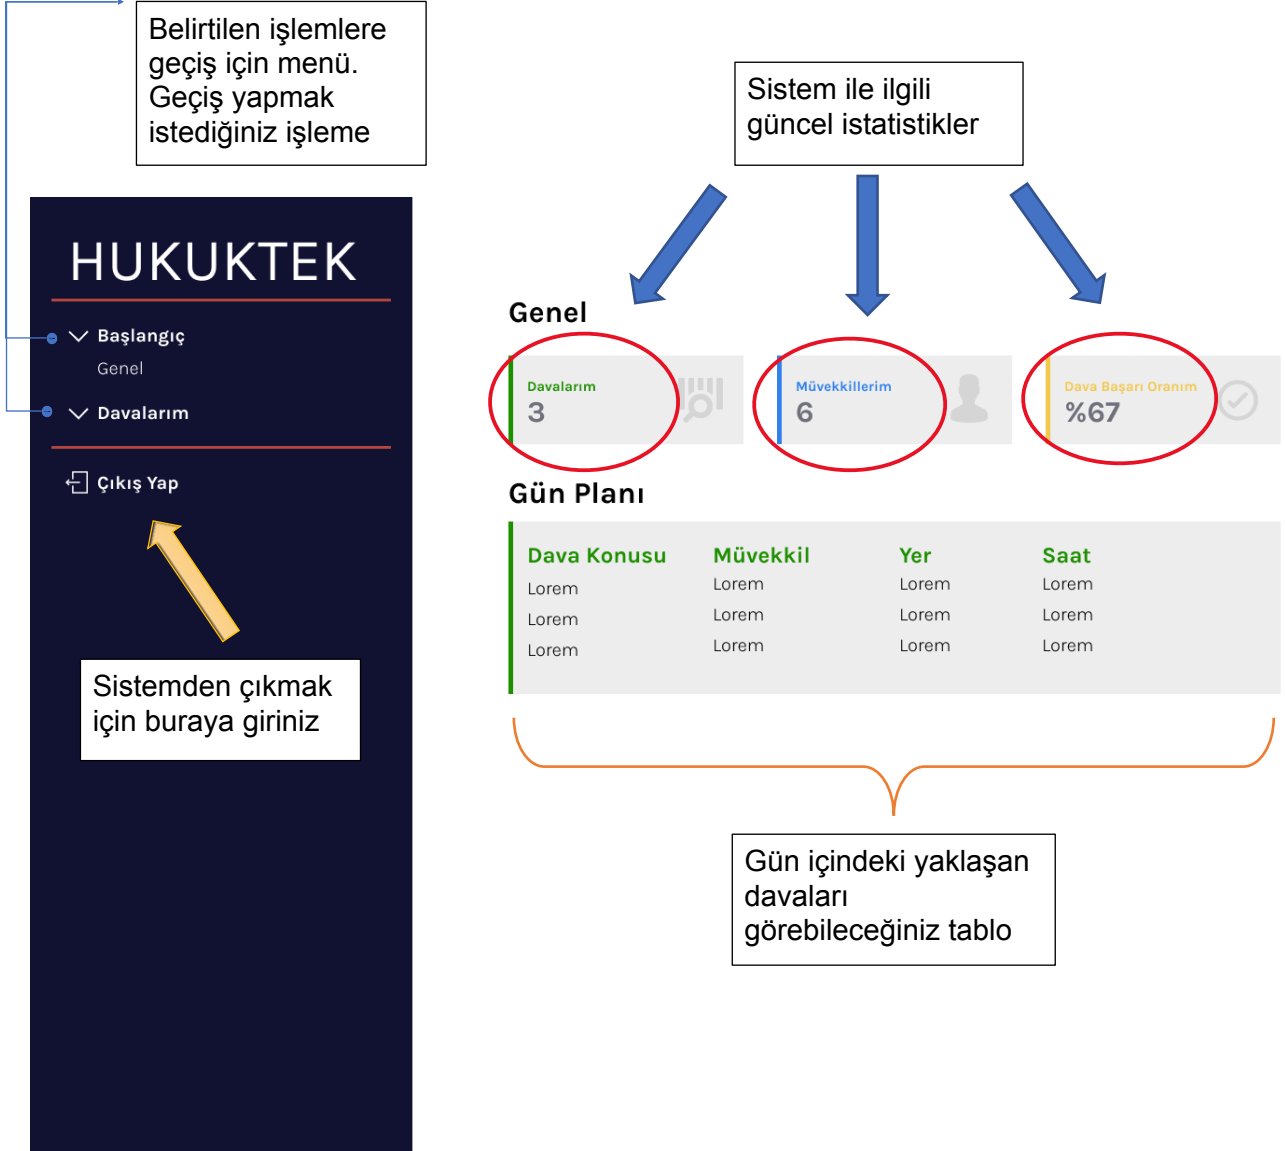 Belirtilen işlemlere
geçiş için menü.
Geçiş yapmak
istediğiniz işleme
Sistem ile ilgili
güncel istatistikler
HUKUKTEK
Başlangıç
Genel
Davalarım
Çıkış Yap
Sistemden çıkmak
için buraya giriniz
Genel
Davalarım
3
Müvekkillerim
6
Dava Başarı Oranım
%67
Gün Planı
Dava Konusu Müvekkil Yer Saat
Lorem Lorem Lorem Lorem
Lorem Lorem Lorem Lorem
Lorem Lorem Lorem Lorem
Gün içindeki yaklaşan
davaları
görebileceğiniz tablo